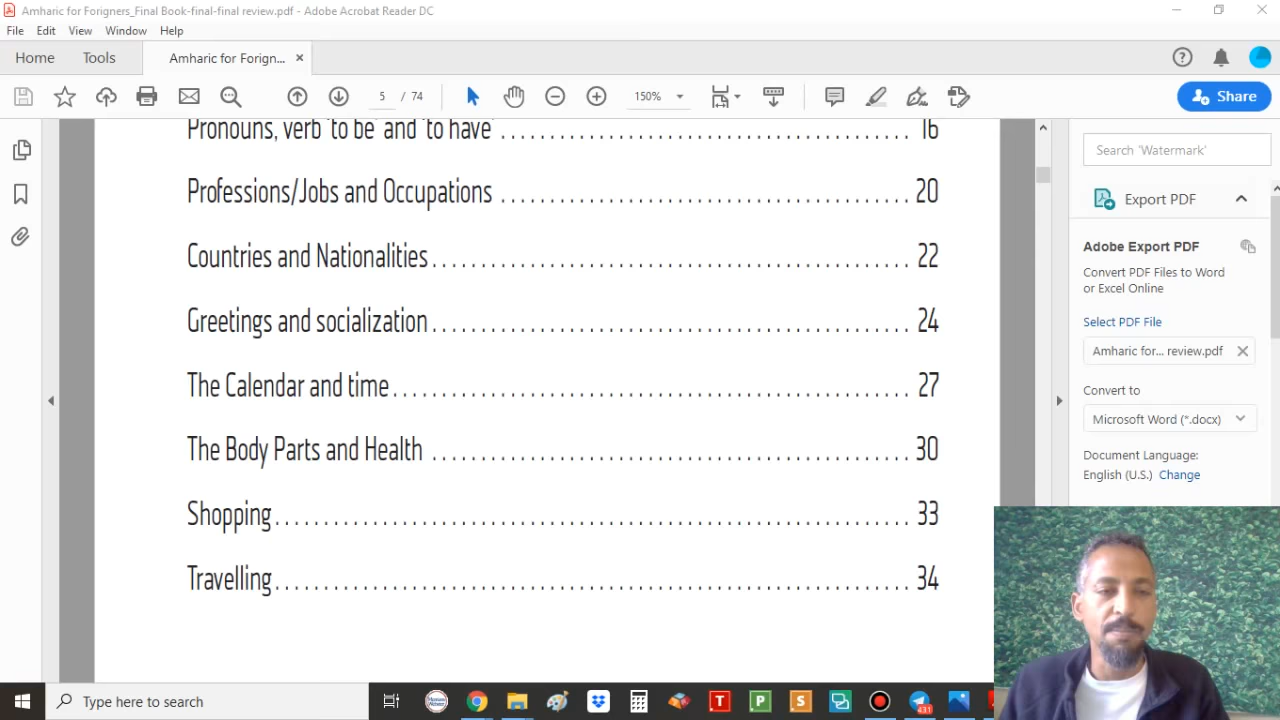 Amharic for Forigners_Final Book-final-final review.pdf - Adobe Acrobat Reader DC
File Edit View Window Help
Home Tools Amharic for Forign...
5 / 74 150% Share
Pronouns, verb 'to be' and 'to have' 16
Professions/Jobs and Occupations 20
Countries and Nationalities 22
Greetings and socialization 24
The Calendar and time 27
The Body Parts and Health 30
Shopping 33
Travelling 34
Search 'Watermark'
Export PDF
Adobe Export PDF
Convert PDF Files to Word
or Excel Online
Select PDF File
Amharic for... review.pdf
Convert to
Microsoft Word (*.docx)
Document Language:
English (U.S.) Change
Type here to search
T P S 431